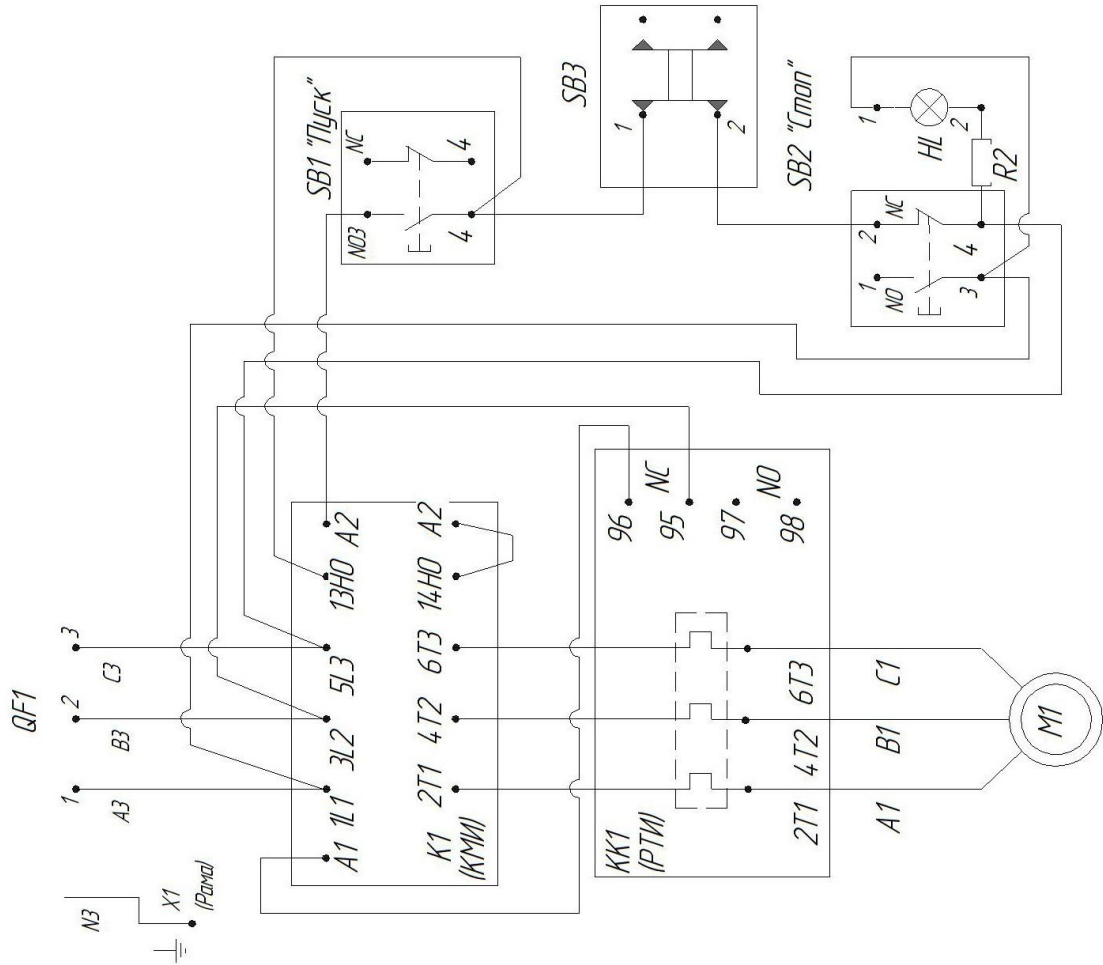 QF1
1
2
3
A3
B3
C3
N3
X1
(Рама)
A1
1L1
3L2
5L3
13НО
A2
K1
(КМИ)
2T1
4T2
6T3
14НО
A2
KK1
(РТИ)
96
95
NC
97
98
NO
2T1
4T2
6T3
A1
B1
C1
M1
SB1 "Пуск"
NO3
NC
4
4
SB3
1
2
SB2 "Стоп"
1
NO
2
NC
3
4
1
HL
2
R2